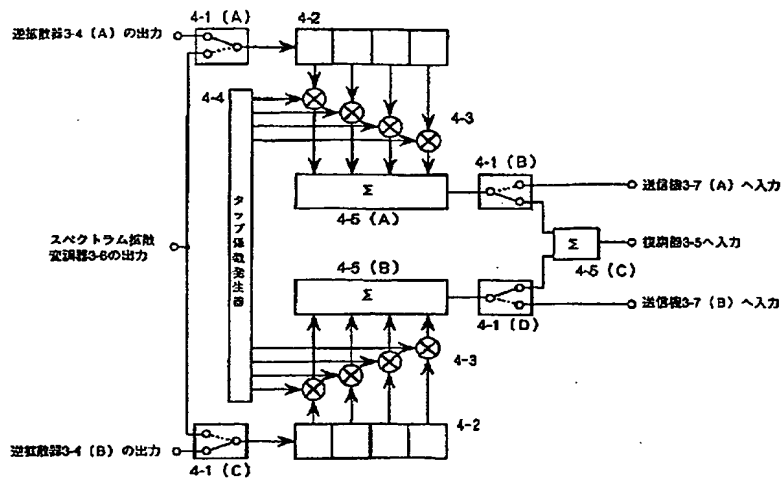 4-1 (A)
4-2
逆拡散器3-4 (A) の出力
4-4
4-3
4-1 (B)
送信機3-7 (A) へ入力
Σ
4-5 (A)
スペクトラム拡散
変調器3-6の出力
タップ係数発生器
Σ
復調器3-5へ入力
4-5 (B)
4-5 (C)
Σ
送信機3-7 (B) へ入力
4-1 (D)
4-3
4-2
逆拡散器3-4 (B) の出力
4-1 (C)